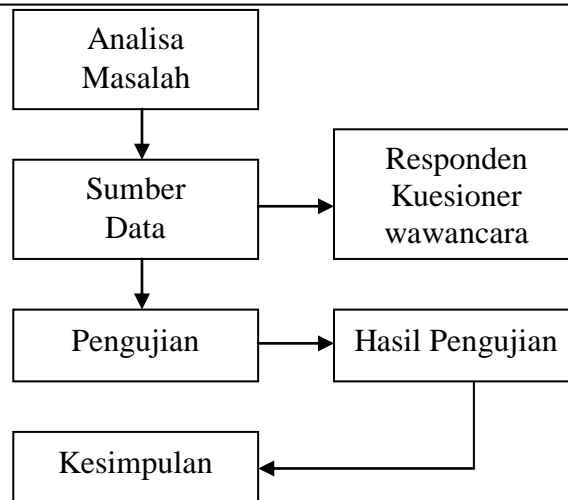 Analisa
Masalah
Sumber
Data
Responden
Kuesioner
wawancara
Pengujian
Hasil Pengujian
Kesimpulan